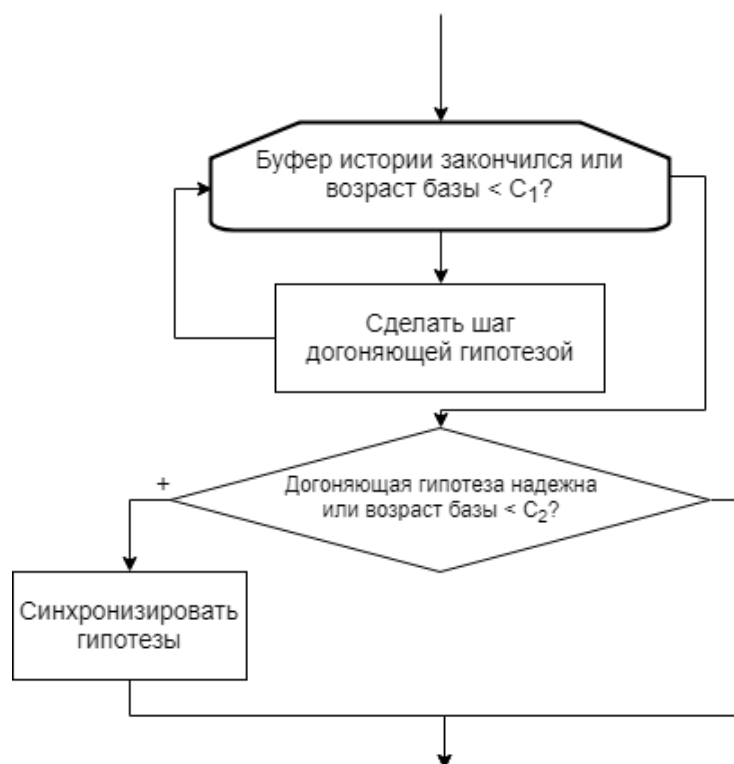 Буфер истории закончился или
возраст базы < C₁?
Сделать шаг
догоняющей гипотезой
Догоняющая гипотеза надежна
или возраст базы < C₂?
+
Синхронизировать
гипотезы